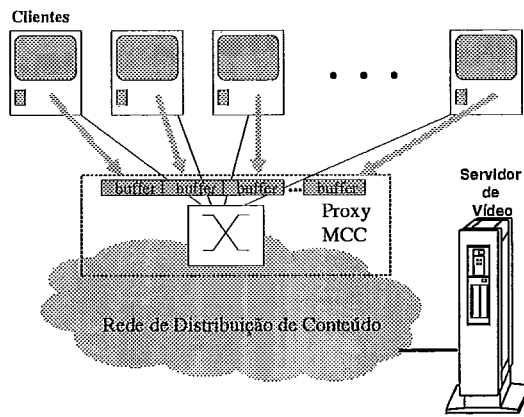 Clientes
buffer buffer buffer ... buffer
Proxy
MCC
Servidor
de
Vídeo
Rede de Distribuição de Conteúdo